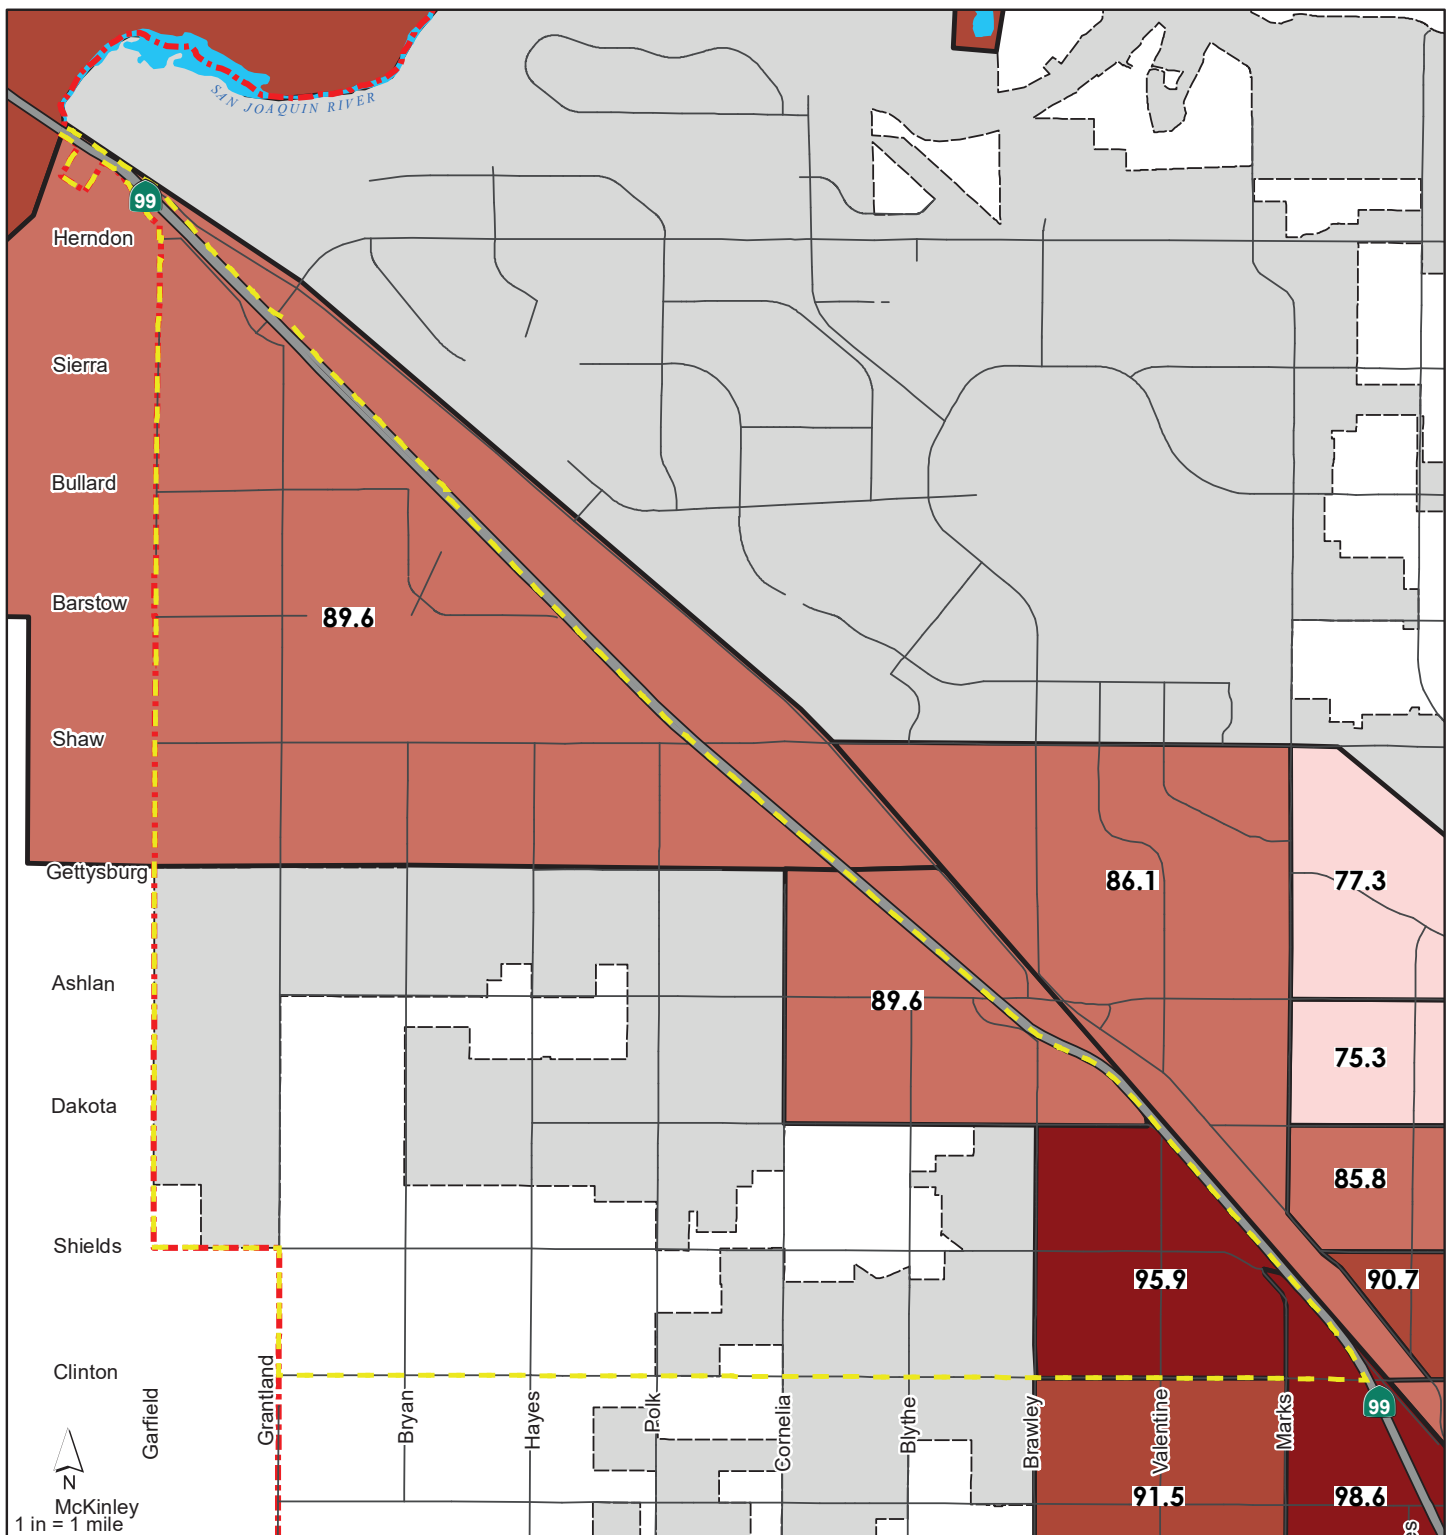 SAN JOAQUIN RIVER
99
Herndon
Sierra
Bullard
Barstow
89.6
Shaw
Gettysburg
86.1
77.3
Ashlan
89.6
75.3
Dakota
85.8
Shields
95.9
90.7
Clinton
Garfield
Grantland
Bryan
Hayes
Polk
Cornelia
Blythe
Brawley
Valentine
Marks
99
N
91.5
98.6
McKinley
1 in = 1 mile